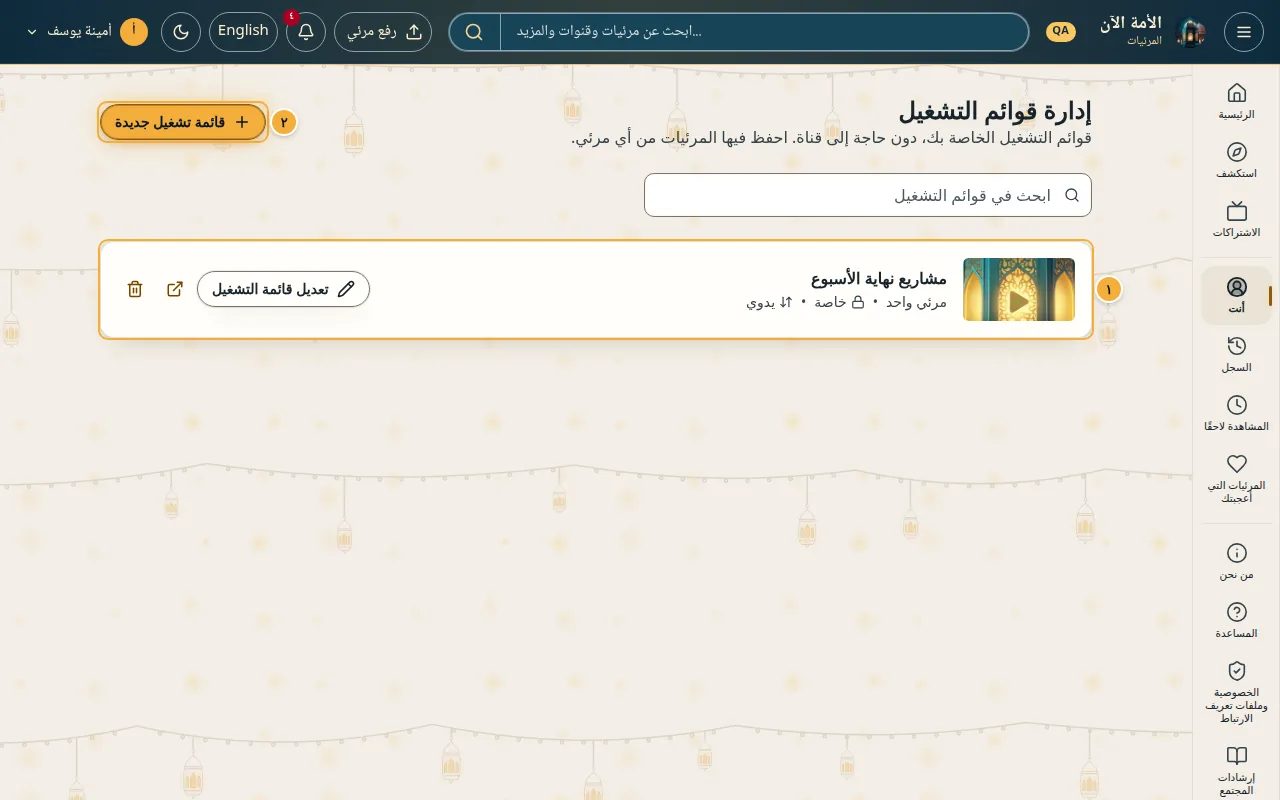 الأمة الآن
المرئيات
QA
ابحث عن مرئيات وقنوات والمزيد...
رفع مرئي
٤
English
أ
أمينة يوسف
الرئيسية
استكشف
الاشتراكات
أنت
السجل
المشاهدة لاحقًا
المرئيات التي
أعجبتك
من نحن
المساعدة
الخصوصية
وملفات تعريف
الارتباط
إرشادات
المجتمع
إدارة قوائم التشغيل
قوائم التشغيل الخاصة بك، دون حاجة إلى قناة. احفظ فيها المرئيات من أي مرئي.
٢
قائمة تشغيل جديدة
ابحث في قوائم التشغيل
١
مشاريع نهاية الأسبوع
مرئي واحد • خاصة • يدوي
تعديل قائمة التشغيل